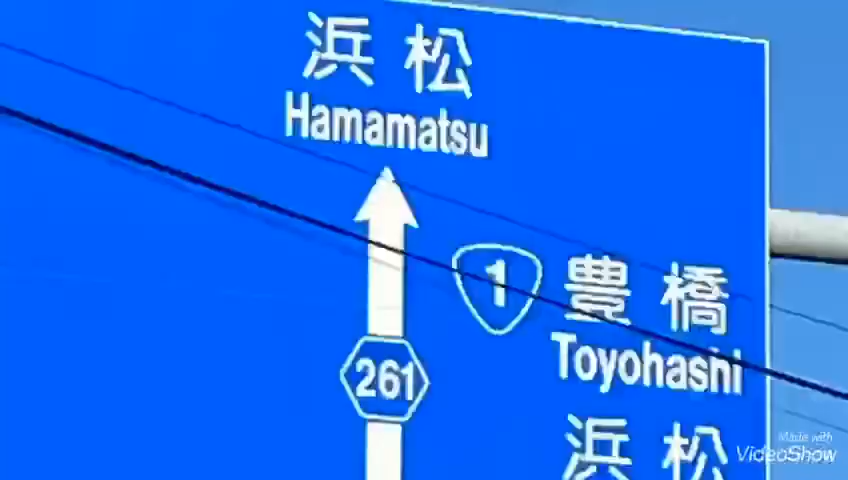 浜松
Hamamatsu
1 豊橋
Toyohashi
261
浜松
Made with
VideoShow